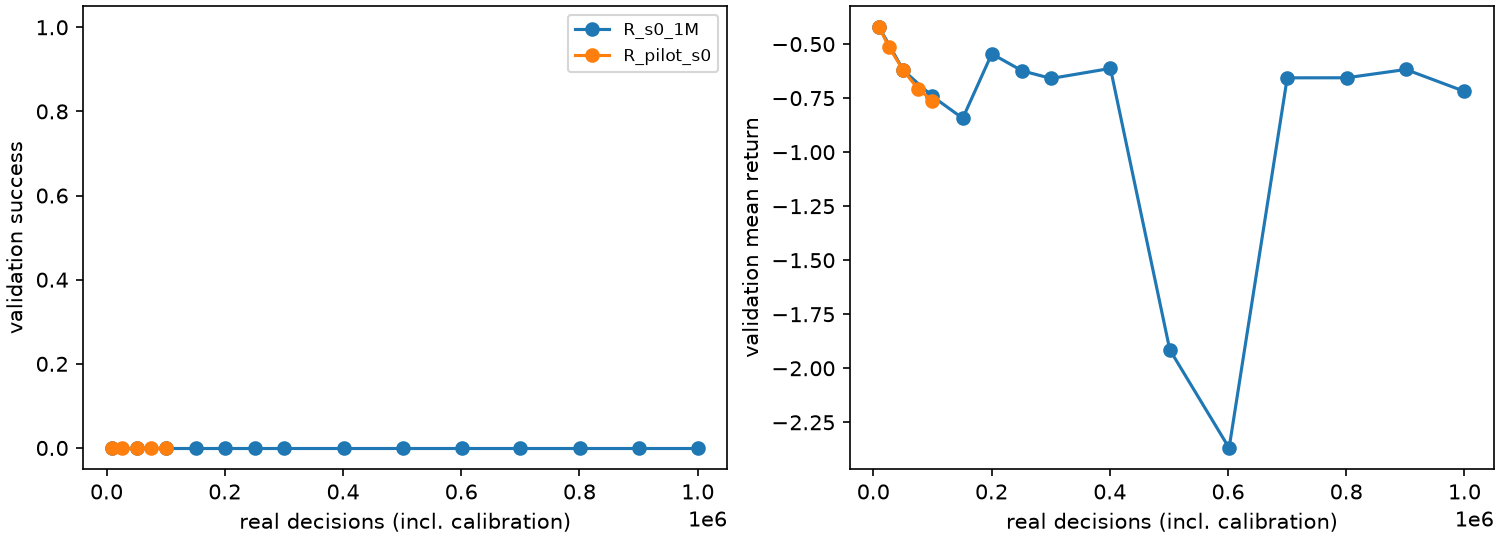 1.0
0.8
0.6
0.4
0.2
0.0
validation success
R_s0_1M
R_pilot_s0
0.0 0.2 0.4 0.6 0.8 1.0
1e6
real decisions (incl. calibration)
−0.50
−0.75
−1.00
−1.25
−1.50
−1.75
−2.00
−2.25
validation mean return
0.0 0.2 0.4 0.6 0.8 1.0
1e6
real decisions (incl. calibration)